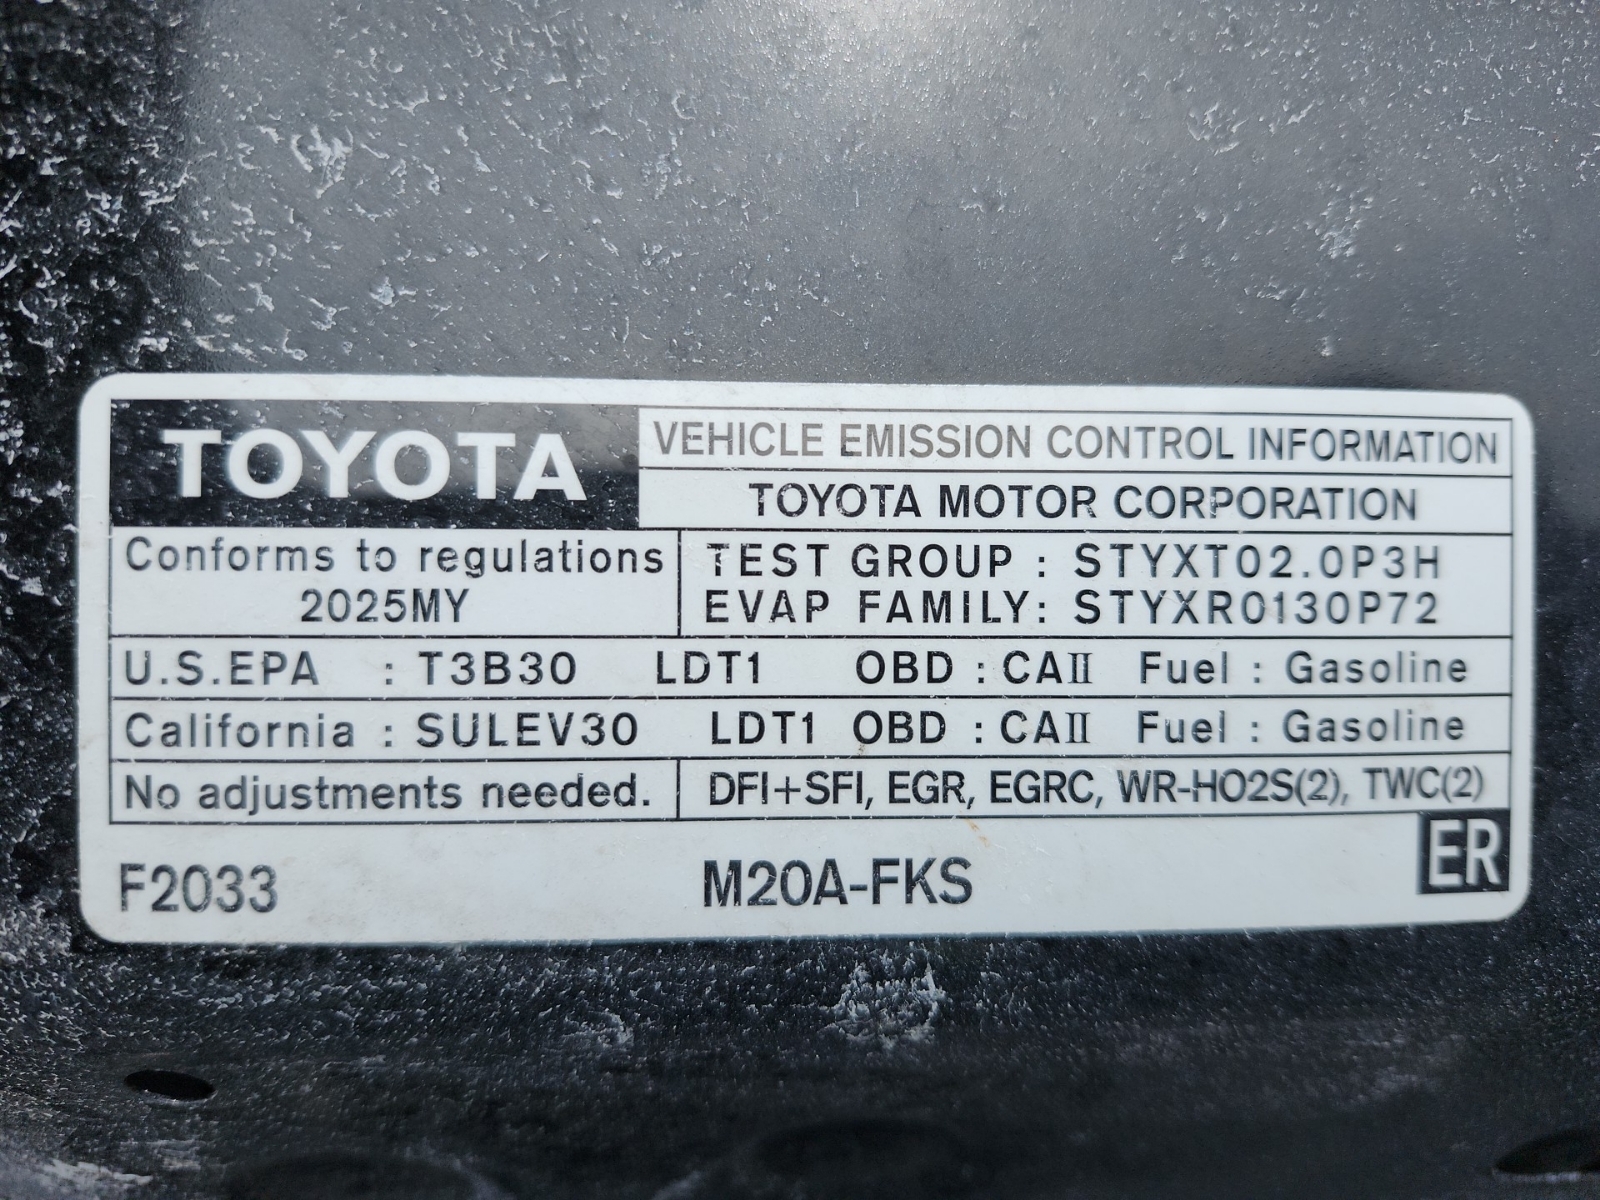 TOYOTA
VEHICLE EMISSION CONTROL INFORMATION
TOYOTA MOTOR CORPORATION
Conforms to regulations
2025MY
TEST GROUP : STYXT02.0P3H
EVAP FAMILY: STYXR0130P72
U.S.EPA : T3B30 LDT1 OBD : CAII Fuel : Gasoline
California : SULEV30 LDT1 OBD : CAII Fuel : Gasoline
No adjustments needed. DFI+SFI, EGR, EGRC, WR-HO2S(2), TWC(2)
F2033 M20A-FKS ER